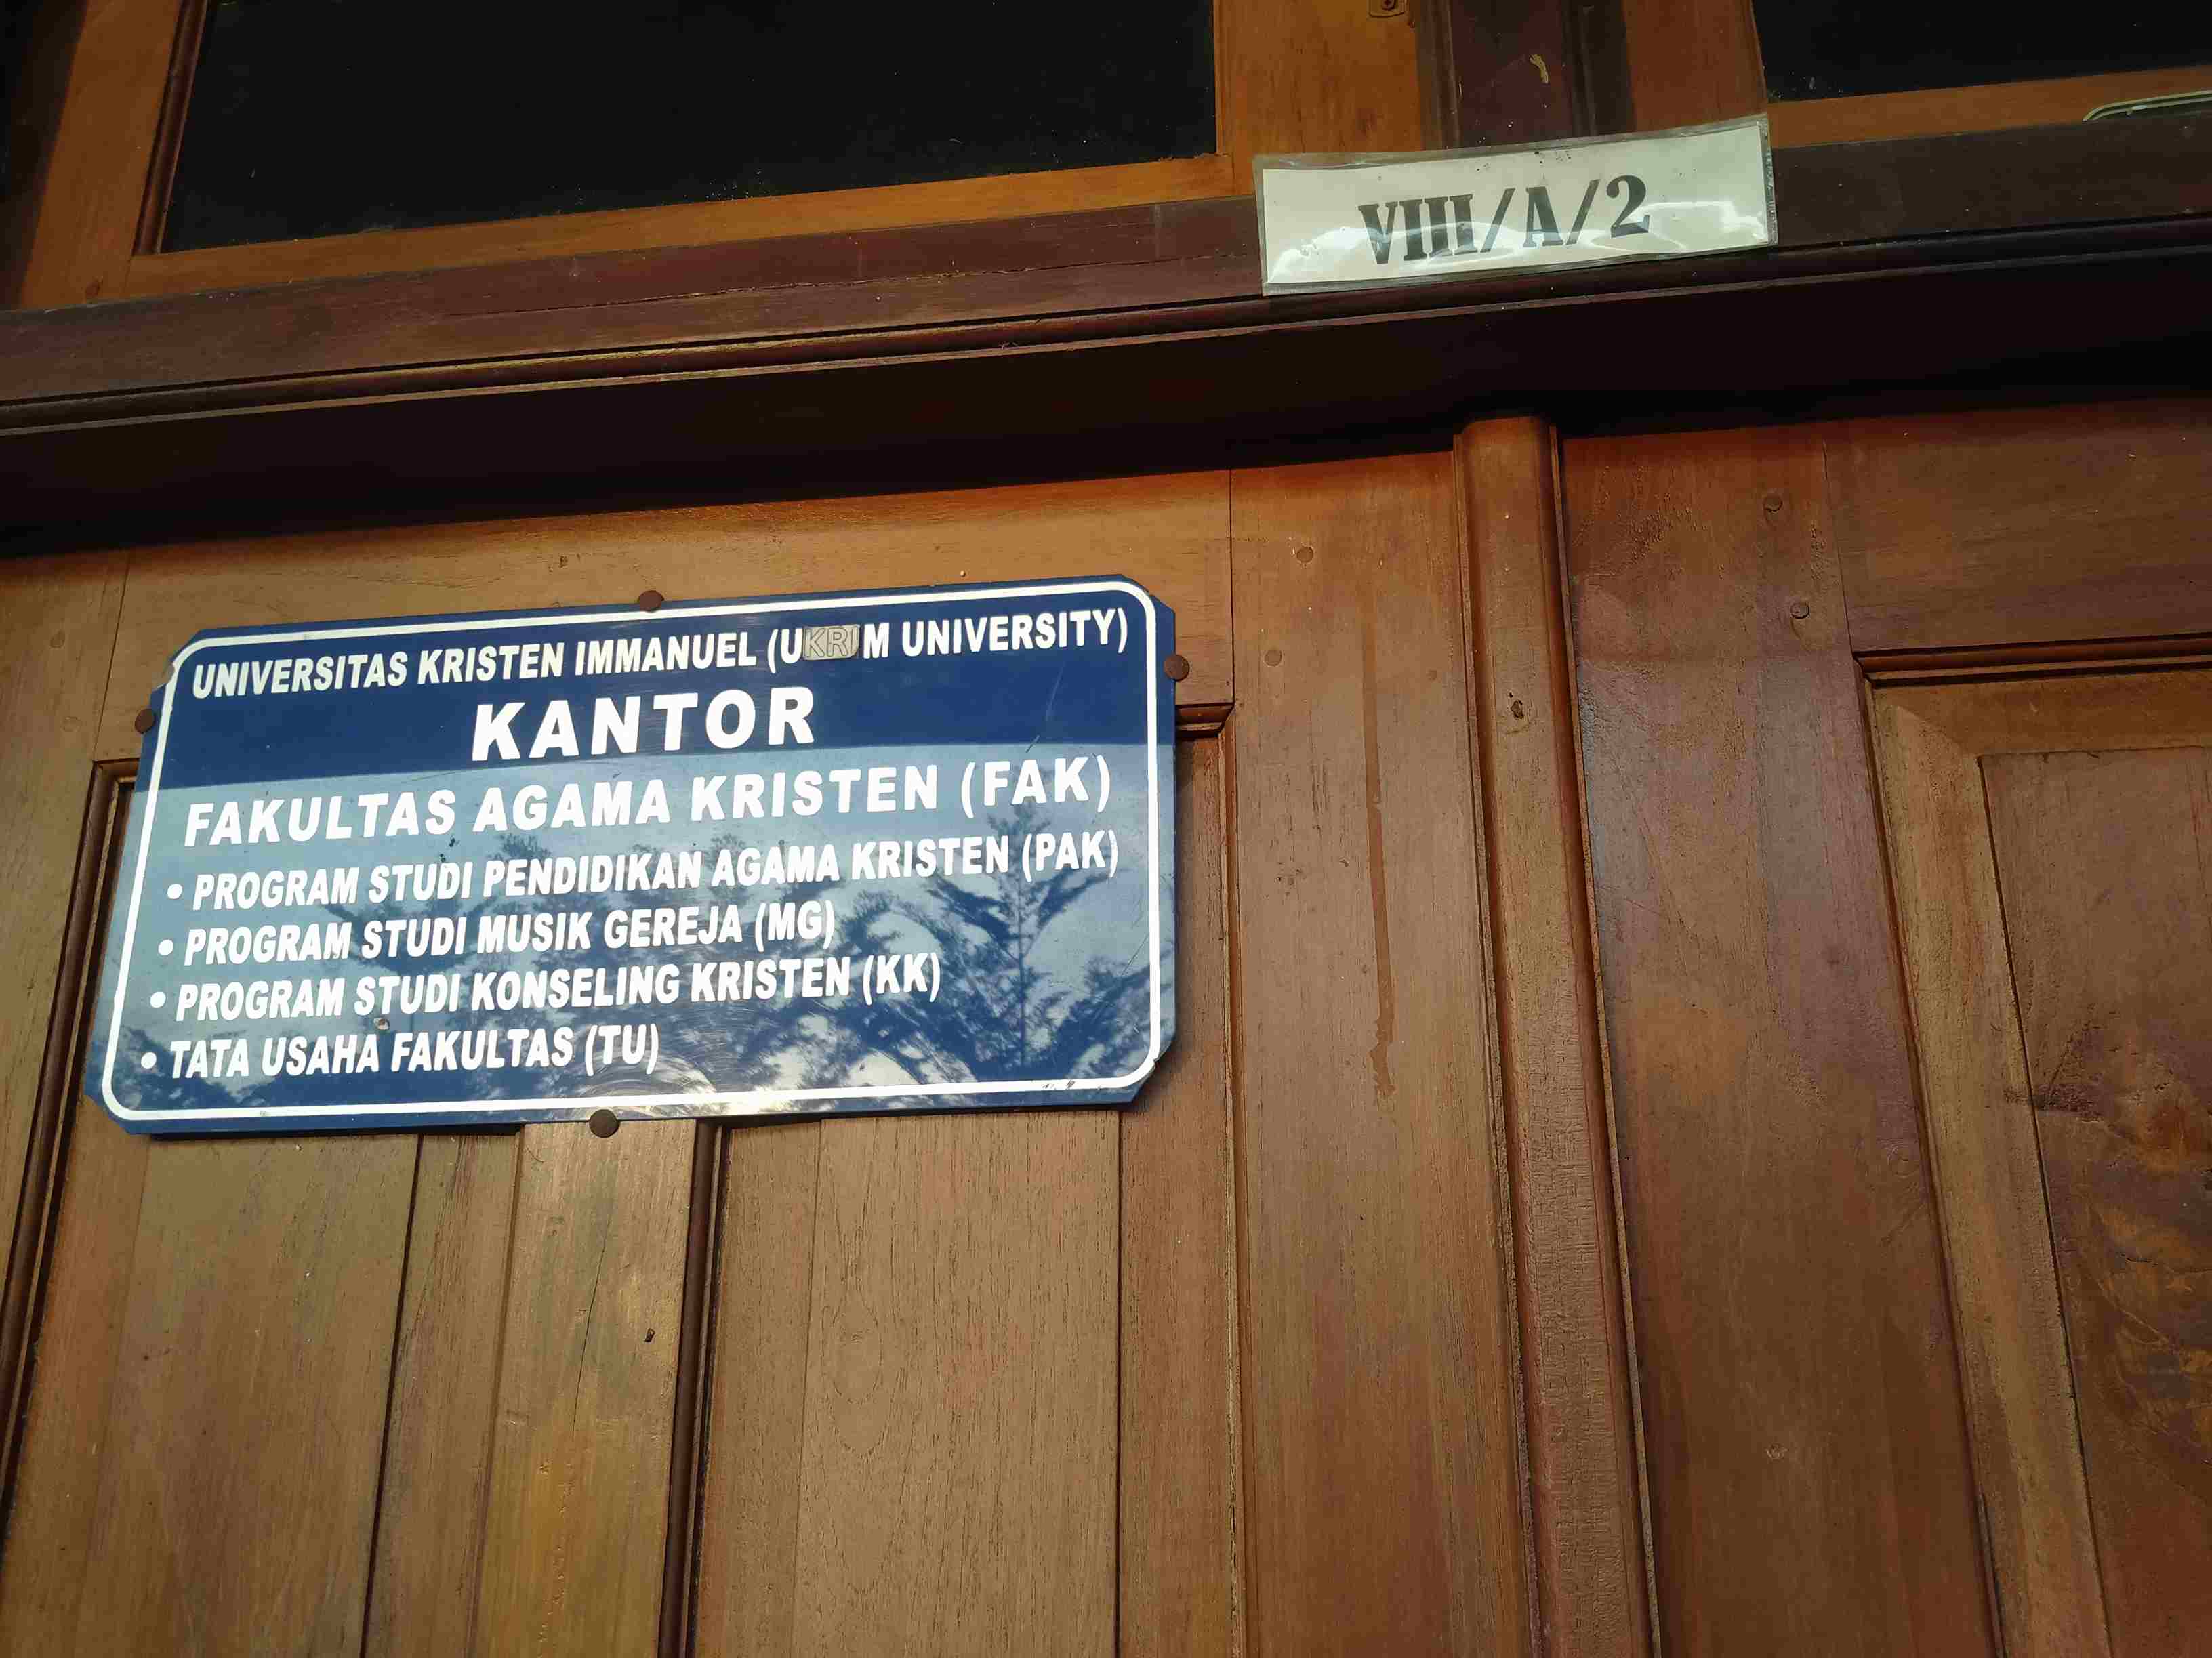 VIII/A/2
UNIVERSITAS KRISTEN IMMANUEL (UKRIM UNIVERSITY)
KANTOR
FAKULTAS AGAMA KRISTEN (FAK)
• PROGRAM STUDI PENDIDIKAN AGAMA KRISTEN (PAK)
• PROGRAM STUDI MUSIK GEREJA (MG)
• PROGRAM STUDI KONSELING KRISTEN (KK)
• TATA USAHA FAKULTAS (TU)